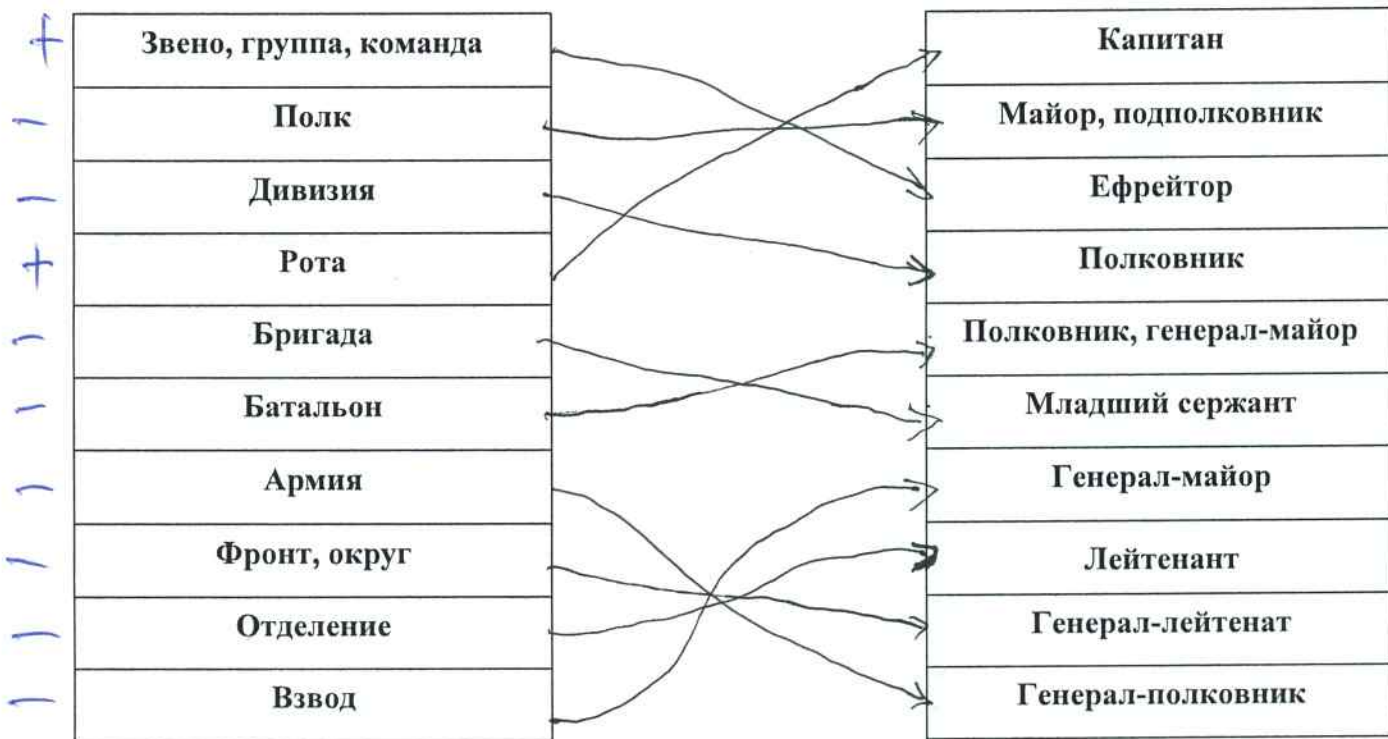 + Звено, группа, команда Капитан
- Полк Майор, подполковник
- Дивизия Ефрейтор
+ Рота Полковник
- Бригада Полковник, генерал-майор
- Батальон Младший сержант
- Армия Генерал-майор
- Фронт, округ Лейтенант
- Отделение Генерал-лейтенат
- Взвод Генерал-полковник